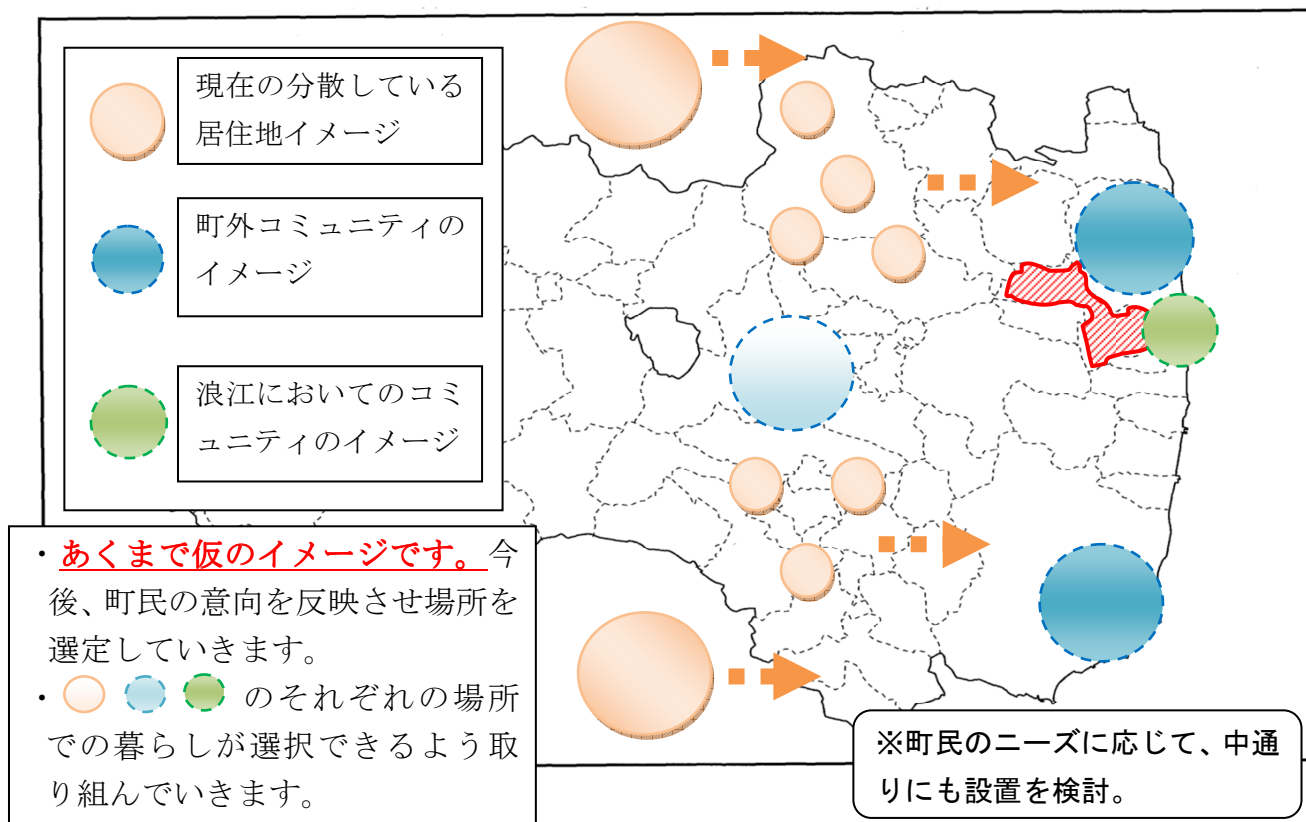 現在の分散している
居住地イメージ
町外コミュニティの
イメージ
浪江においてのコミ
ュニティのイメージ
・あくまで仮のイメージです。今
後、町民の意向を反映させ場所を
選定していきます。
・ のそれぞれの場所
での暮らしが選択できるよう取
り組んでいきます。
※町民のニーズに応じて、中通
りにも設置を検討。